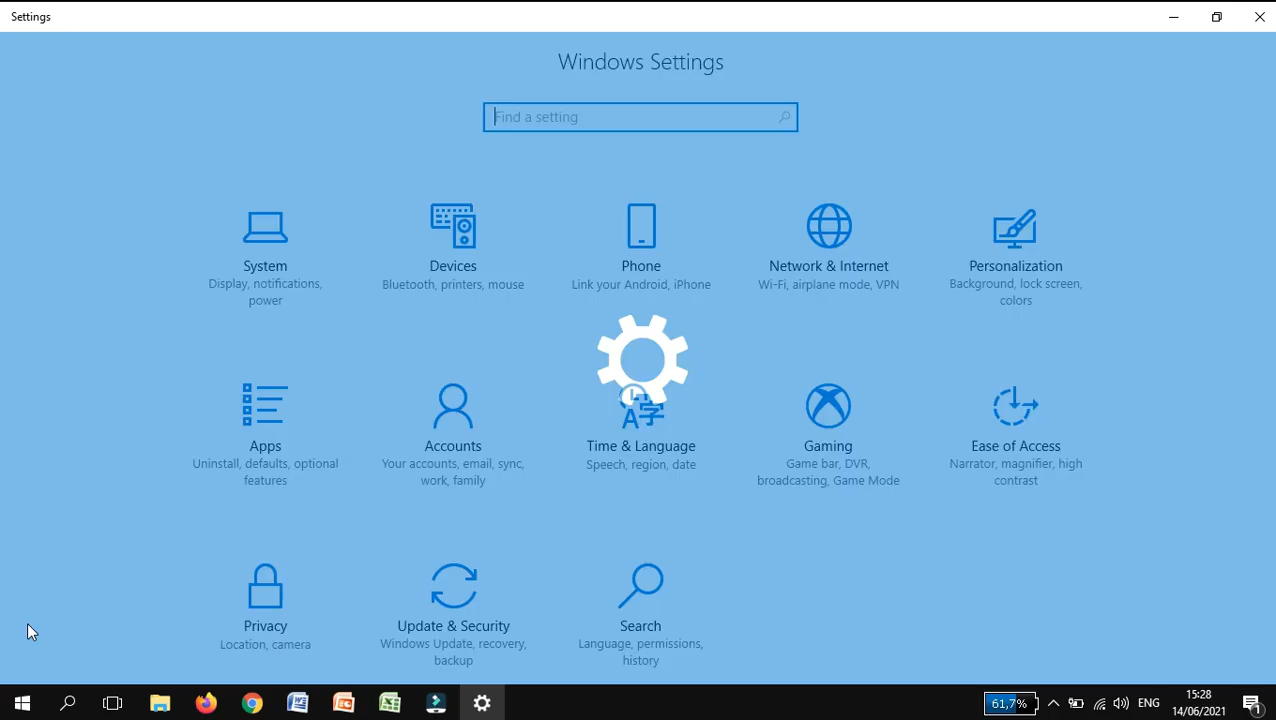 Settings
Windows Settings
Find a setting
System
Display, notifications,
power
Devices
Bluetooth, printers, mouse
Phone
Link your Android, iPhone
Network & Internet
Wi-Fi, airplane mode, VPN
Personalization
Background, lock screen,
colors
Apps
Uninstall, defaults, optional
features
Accounts
Your accounts, email, sync,
work, family
A字
Time & Language
Speech, region, date
Gaming
Game bar, DVR,
broadcasting, Game Mode
Ease of Access
Narrator, magnifier, high
contrast
Privacy
Location, camera
Update & Security
Windows Update, recovery,
backup
Search
Language, permissions,
history
61,7%
ENG
15:28
14/06/2021
1